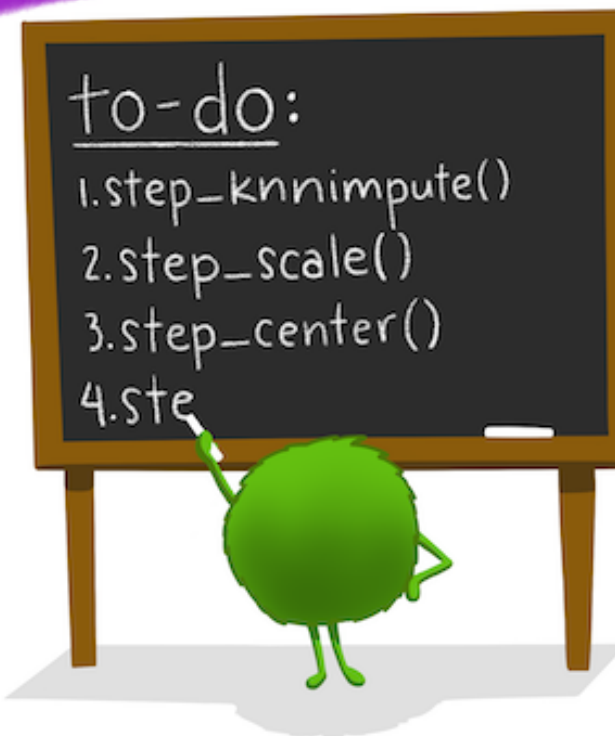 to-do:
1.step_knnimpute()
2.step_scale()
3.step_center()
4.ste